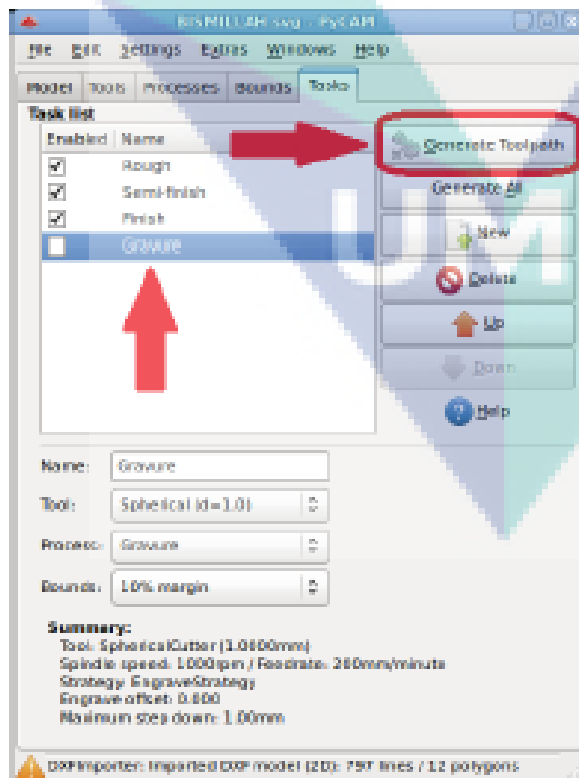 BISMILLAH.svg - PyCAM
File Edit Settings Extras Windows Help
Model Tools Processes Bounds Tasks
Task list
Enabled Name
Rough
Semi-finish
Finish
Gravure
Generate Toolpath
Generate All
New
Delete
Up
Down
Help
UM
Name: Gravure
Tool: Spherical (d=1.0)
Process: Gravure
Bounds: 10% margin
Summary:
Tool: SphericalCutter (1.0000mm)
Spindle speed: 1000rpm / Feedrate: 200mm/minute
Strategy: EngraveStrategy
Engrave offset: 0.000
Maximum step down: 1.00mm
DXFImporter: Imported DXF model (2D): 797 lines / 12 polygons